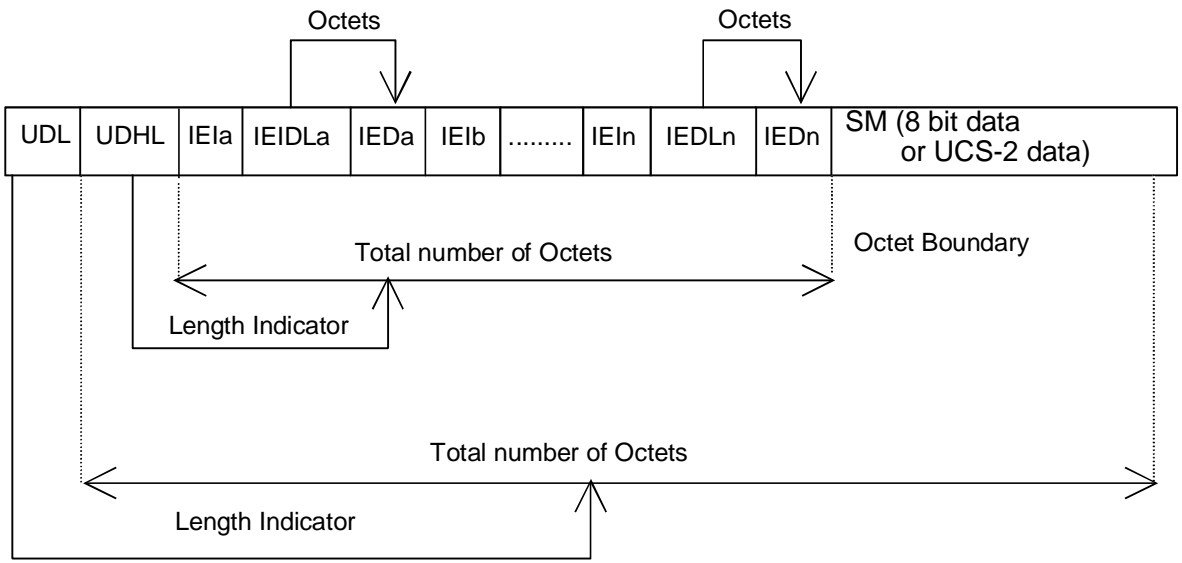 Octets Octets
UDL UDHL IEIa IEIDLa IEDa IEIb ......... IEIn IEDLn IEDn SM (8 bit data
or UCS-2 data)
Total number of Octets Octet Boundary
Length Indicator
Total number of Octets
Length Indicator